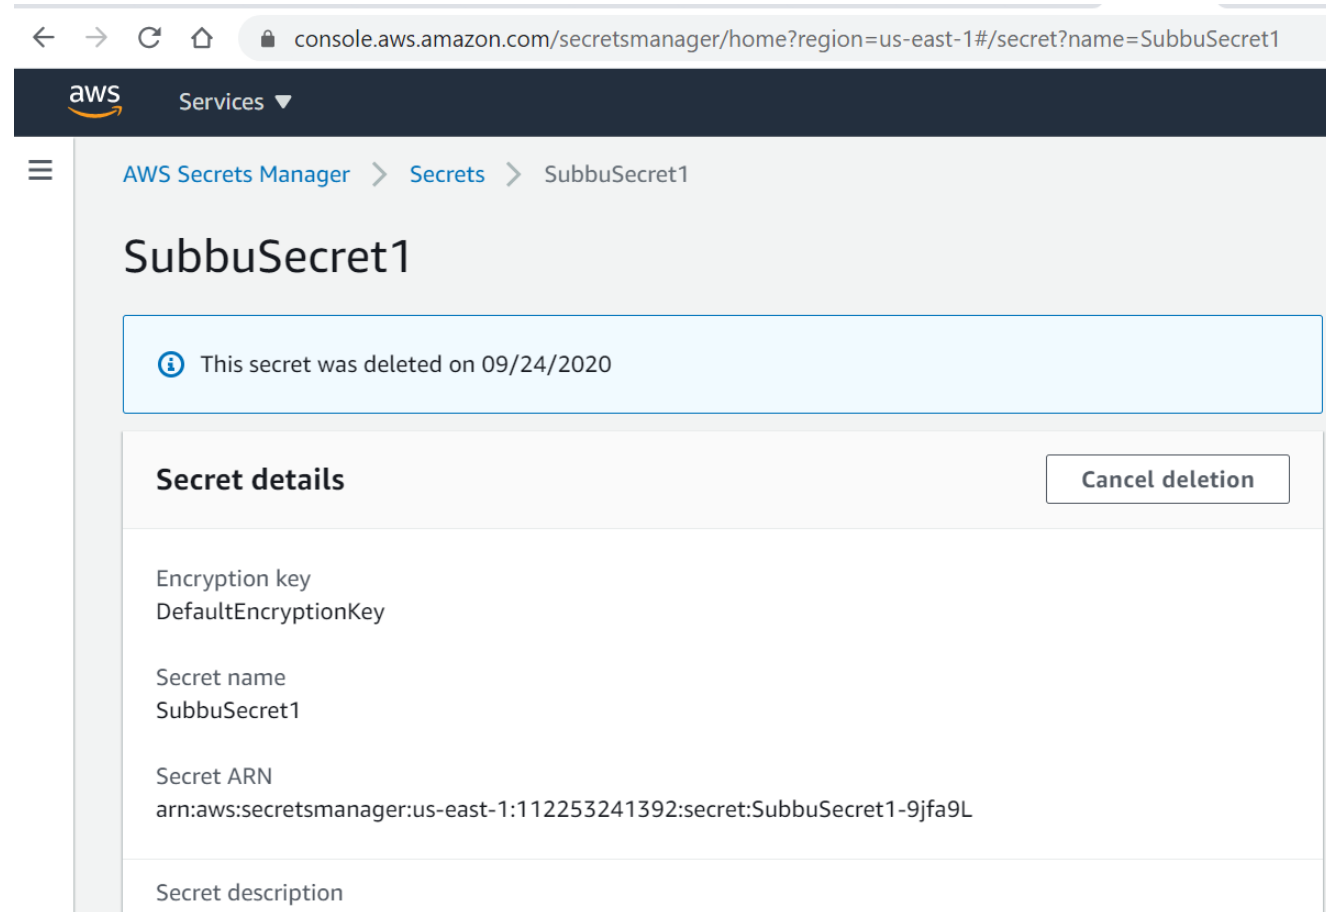 console.aws.amazon.com/secretsmanager/home?region=us-east-1#/secret?name=SubbuSecret1
aws Services
AWS Secrets Manager Secrets SubbuSecret1
SubbuSecret1
This secret was deleted on 09/24/2020
Secret details Cancel deletion
Encryption key
DefaultEncryptionKey
Secret name
SubbuSecret1
Secret ARN
arn:aws:secretsmanager:us-east-1:112253241392:secret:SubbuSecret1-9jfa9L
Secret description